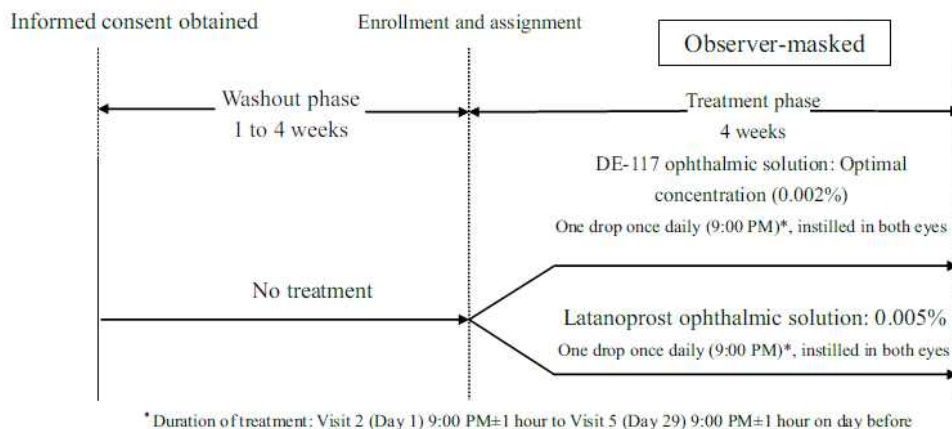 Informed consent obtained
Enrollment and assignment
Observer-masked
Washout phase
1 to 4 weeks
Treatment phase
4 weeks
DE-117 ophthalmic solution: Optimal
concentration (0.002%)
One drop once daily (9:00 PM)*, instilled in both eyes
No treatment
Latanoprost ophthalmic solution: 0.005%
One drop once daily (9:00 PM)*, instilled in both eyes
*Duration of treatment: Visit 2 (Day 1) 9:00 PM±1 hour to Visit 5 (Day 29) 9:00 PM±1 hour on day before